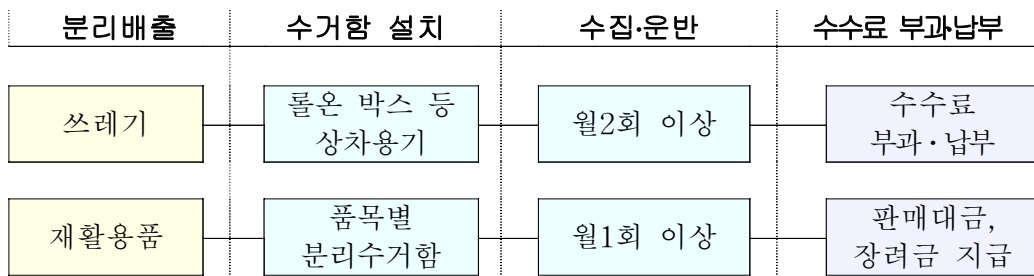 분리배출 수거함 설치 수집·운반 수수료 부과·납부
쓰레기
롤온 박스 등
상차용기
월2회 이상
수수료
부과·납부
재활용품
품목별
분리수거함
월1회 이상
판매대금,
장려금 지급